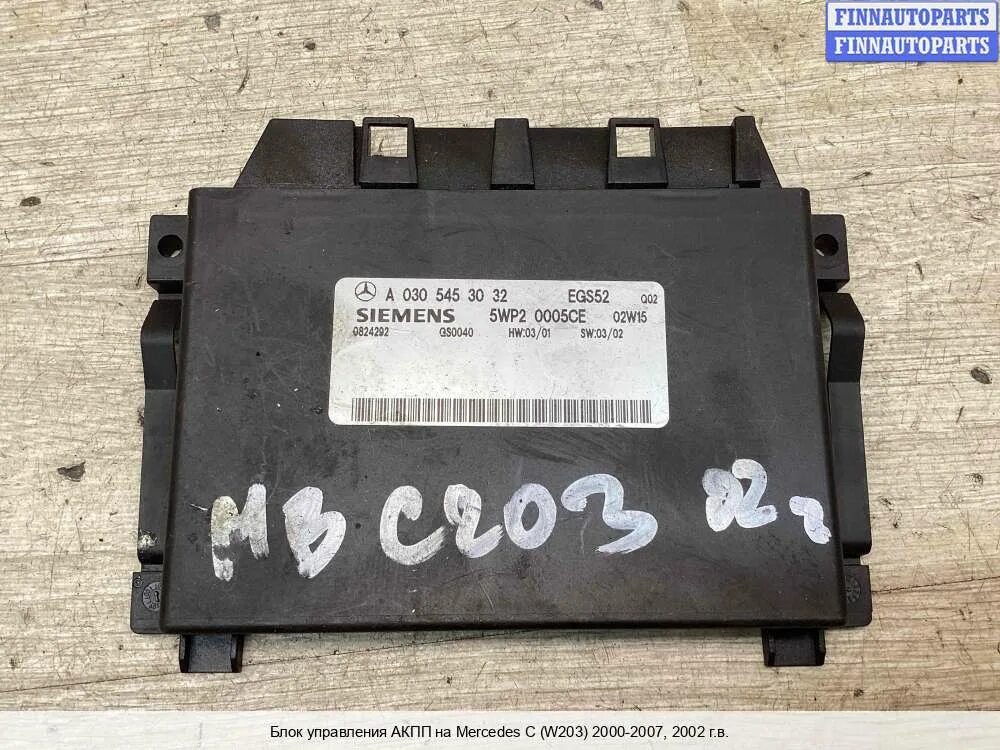 FINNAUTOPARTS
FINNAUTOPARTS
A 030 545 30 32 EGS52 Q02
SIEMENS 5WP2 0005CE 02W15
0824292 GS0040 HW:03/01 SW:03/02
MB C203 02г
Блок управления АКПП на Mercedes C (W203) 2000-2007, 2002 г.в.